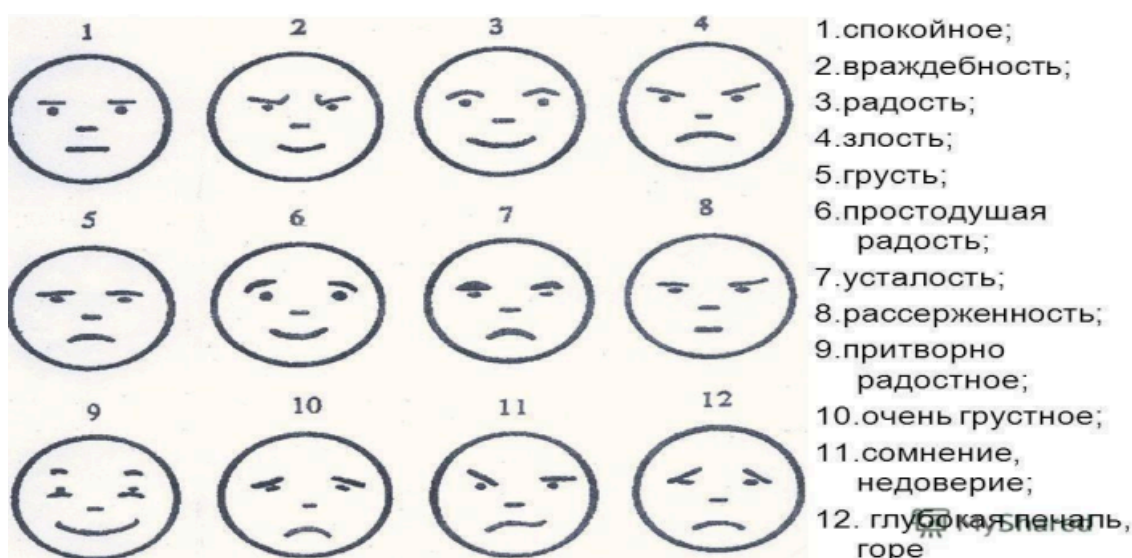 1 2 3 4
5 6 7 8
9 10 11 12
1.спокойное;
2.враждебность;
3.радость;
4.злость;
5.грусть;
6.простодушая
радость;
7.усталость;
8.рассерженность;
9.притворно
радостное;
10.очень грустное;
11.сомнение,
недоверие;
12. глубокая печаль,
горе
MyShared